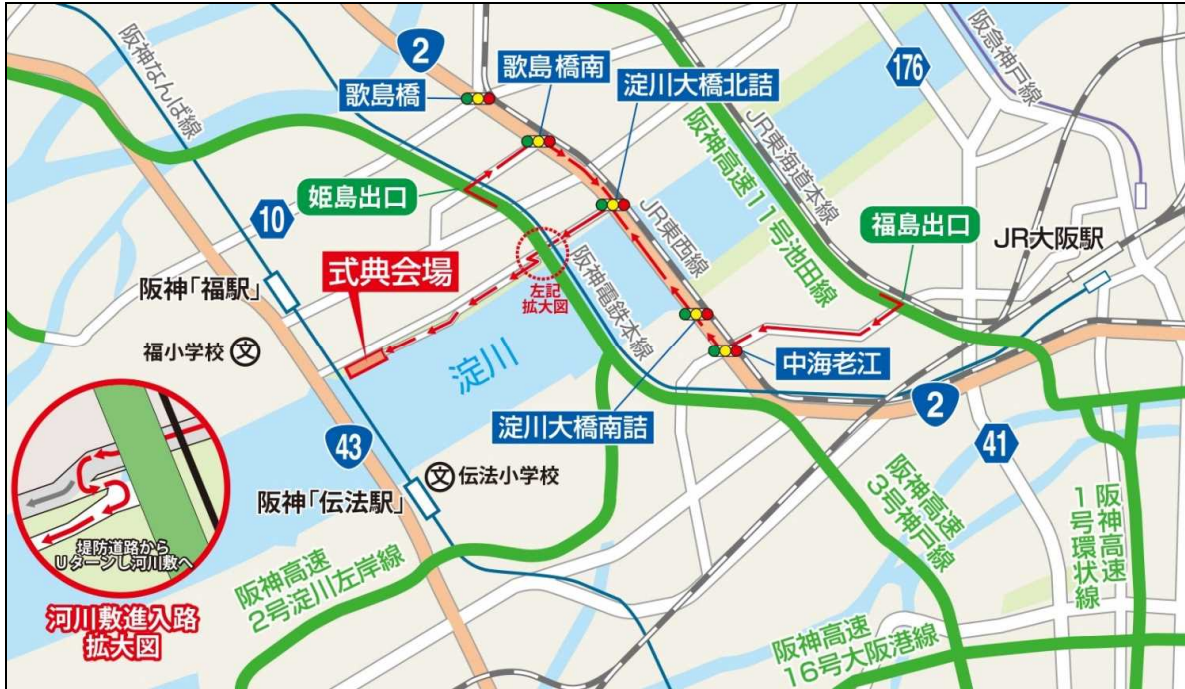 阪神なんば線
2
歌島橋
歌島橋南
淀川大橋北詰
176
阪急神戸線
JR東海道本線
阪神高速11号池田線
姫島出口
10
JR東西線
福島出口
JR大阪駅
式典会場
左記
拡大図
阪神電鉄本線
阪神「福駅」
福小学校
文
淀川
中海老江
淀川大橋南詰
2
41
43
文
伝法小学校
阪神「伝法駅」
阪神高速
3号神戸線
阪神高速
1号環状線
阪神高速
2号淀川左岸線
阪神高速
16号大阪港線
堤防道路から
Uターンし河川敷へ
河川敷進入路
拡大図